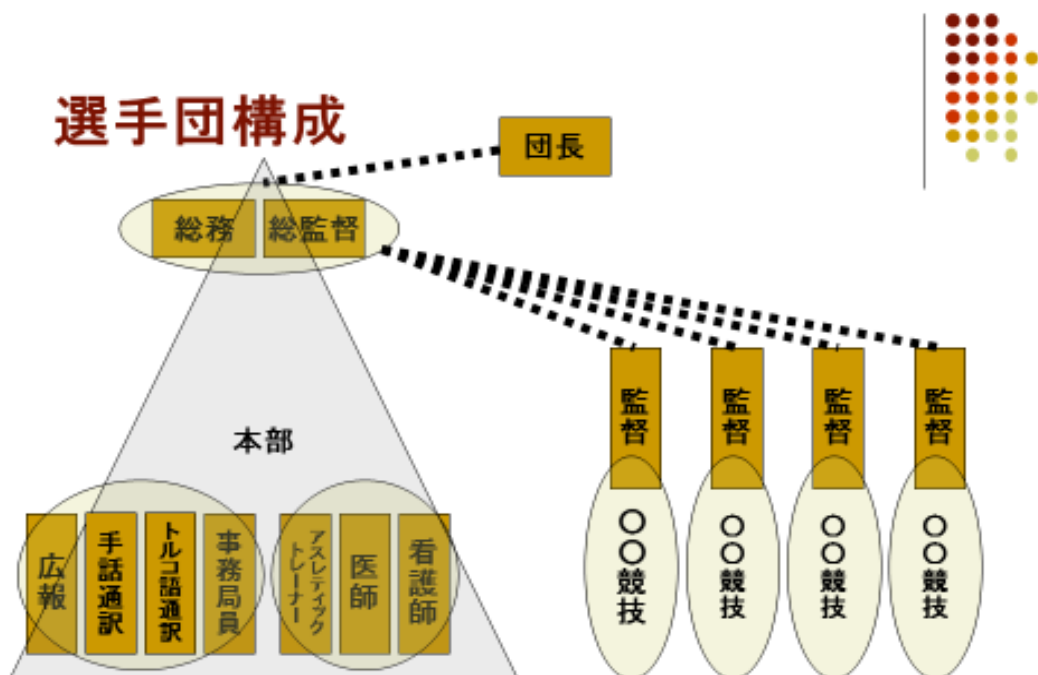 選手団構成
団長
総務
総監督
本部
監督
監督
監督
監督
広報
手話通訳
トルコ語通訳
事務局員
アスレティック
トレーナー
医師
看護師
〇〇競技
〇〇競技
〇〇競技
〇〇競技